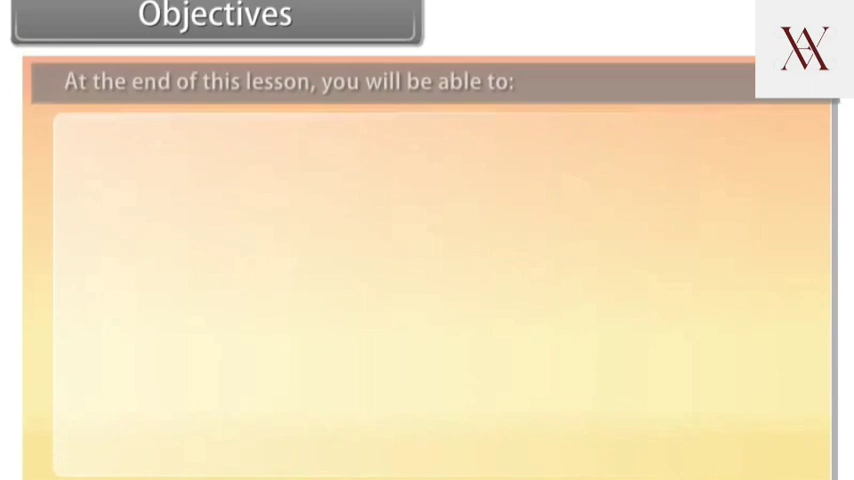 Objectives
At the end of this lesson, you will be able to: